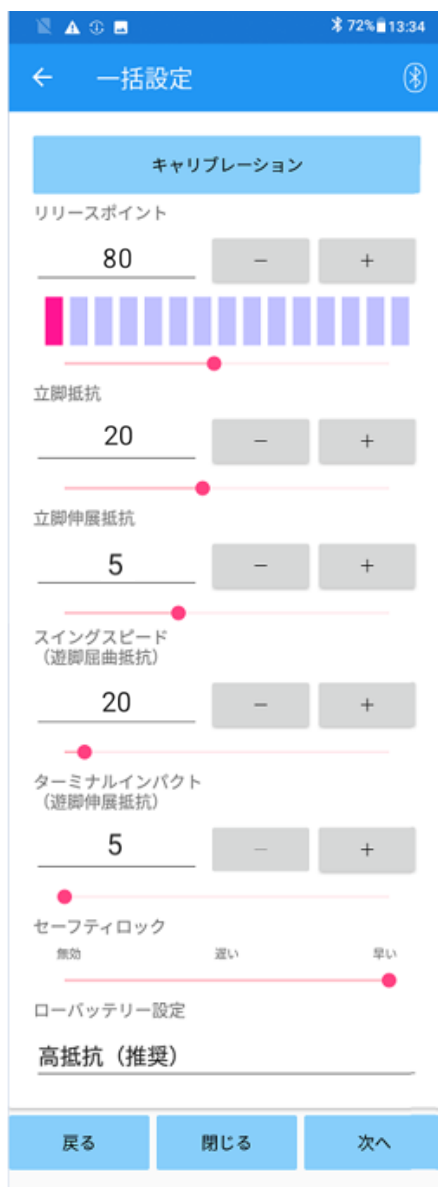 72% 13:34
一括設定
キャリブレーション
リリースポイント
80 − +
立脚抵抗
20 − +
立脚伸展抵抗
5 − +
スイングスピード
（遊脚屈曲抵抗）
20 − +
ターミナルインパクト
（遊脚伸展抵抗）
5 − +
セーフティロック
無効 遅い 早い
ローバッテリー設定
高抵抗（推奨）
戻る 閉じる 次へ